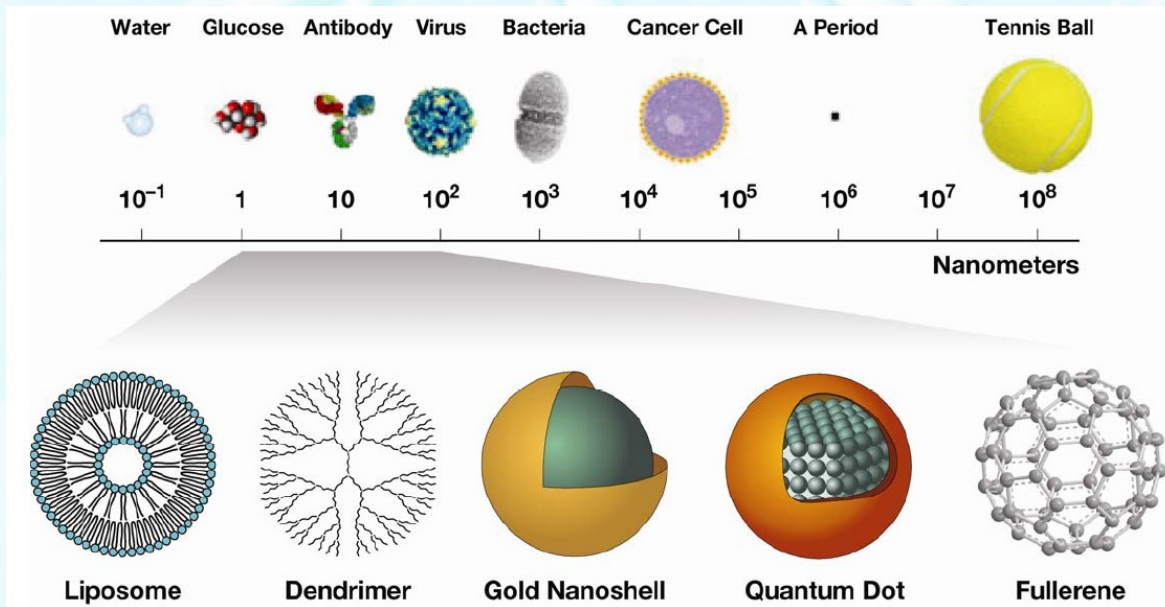 Water Glucose Antibody Virus Bacteria Cancer Cell A Period Tennis Ball
10⁻¹ 1 10 10² 10³ 10⁴ 10⁵ 10⁶ 10⁷ 10⁸
Nanometers
Liposome Dendrimer Gold Nanoshell Quantum Dot Fullerene